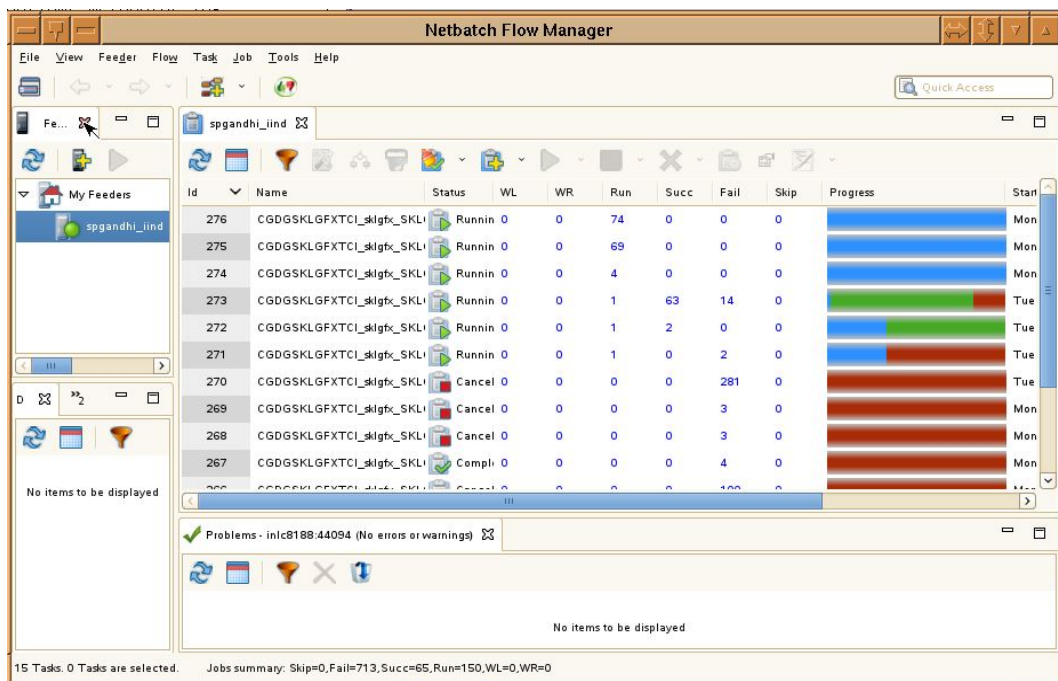 Netbatch Flow Manager
File View Feeder Flow Task Job Tools Help
Quick Access
Fe...
spgandhi_iind
My Feeders
spgandhi_iind
Id Name Status WL WR Run Succ Fail Skip Progress Start
276 CGDGSKLGFXTCI_sklgfx_SKL Runnin 0 0 74 0 0 0 Mon
275 CGDGSKLGFXTCI_sklgfx_SKL Runnin 0 0 69 0 0 0 Mon
274 CGDGSKLGFXTCI_sklgfx_SKL Runnin 0 0 4 0 0 0 Mon
273 CGDGSKLGFXTCI_sklgfx_SKL Runnin 0 0 1 63 14 0 Tue
272 CGDGSKLGFXTCI_sklgfx_SKL Runnin 0 0 1 2 0 0 Tue
271 CGDGSKLGFXTCI_sklgfx_SKL Runnin 0 0 1 0 2 0 Tue
270 CGDGSKLGFXTCI_sklgfx_SKL Cancel 0 0 0 0 281 0 Tue
269 CGDGSKLGFXTCI_sklgfx_SKL Cancel 0 0 0 0 3 0 Mon
268 CGDGSKLGFXTCI_sklgfx_SKL Cancel 0 0 0 0 3 0 Mon
267 CGDGSKLGFXTCI_sklgfx_SKL Compl 0 0 0 0 4 0 Mon
D »2
No items to be displayed
Problems - inlc8188:44094 (No errors or warnings)
No items to be displayed
15 Tasks. 0 Tasks are selected. Jobs summary: Skip=0,Fail=713,Succ=65,Run=150,WL=0,WR=0